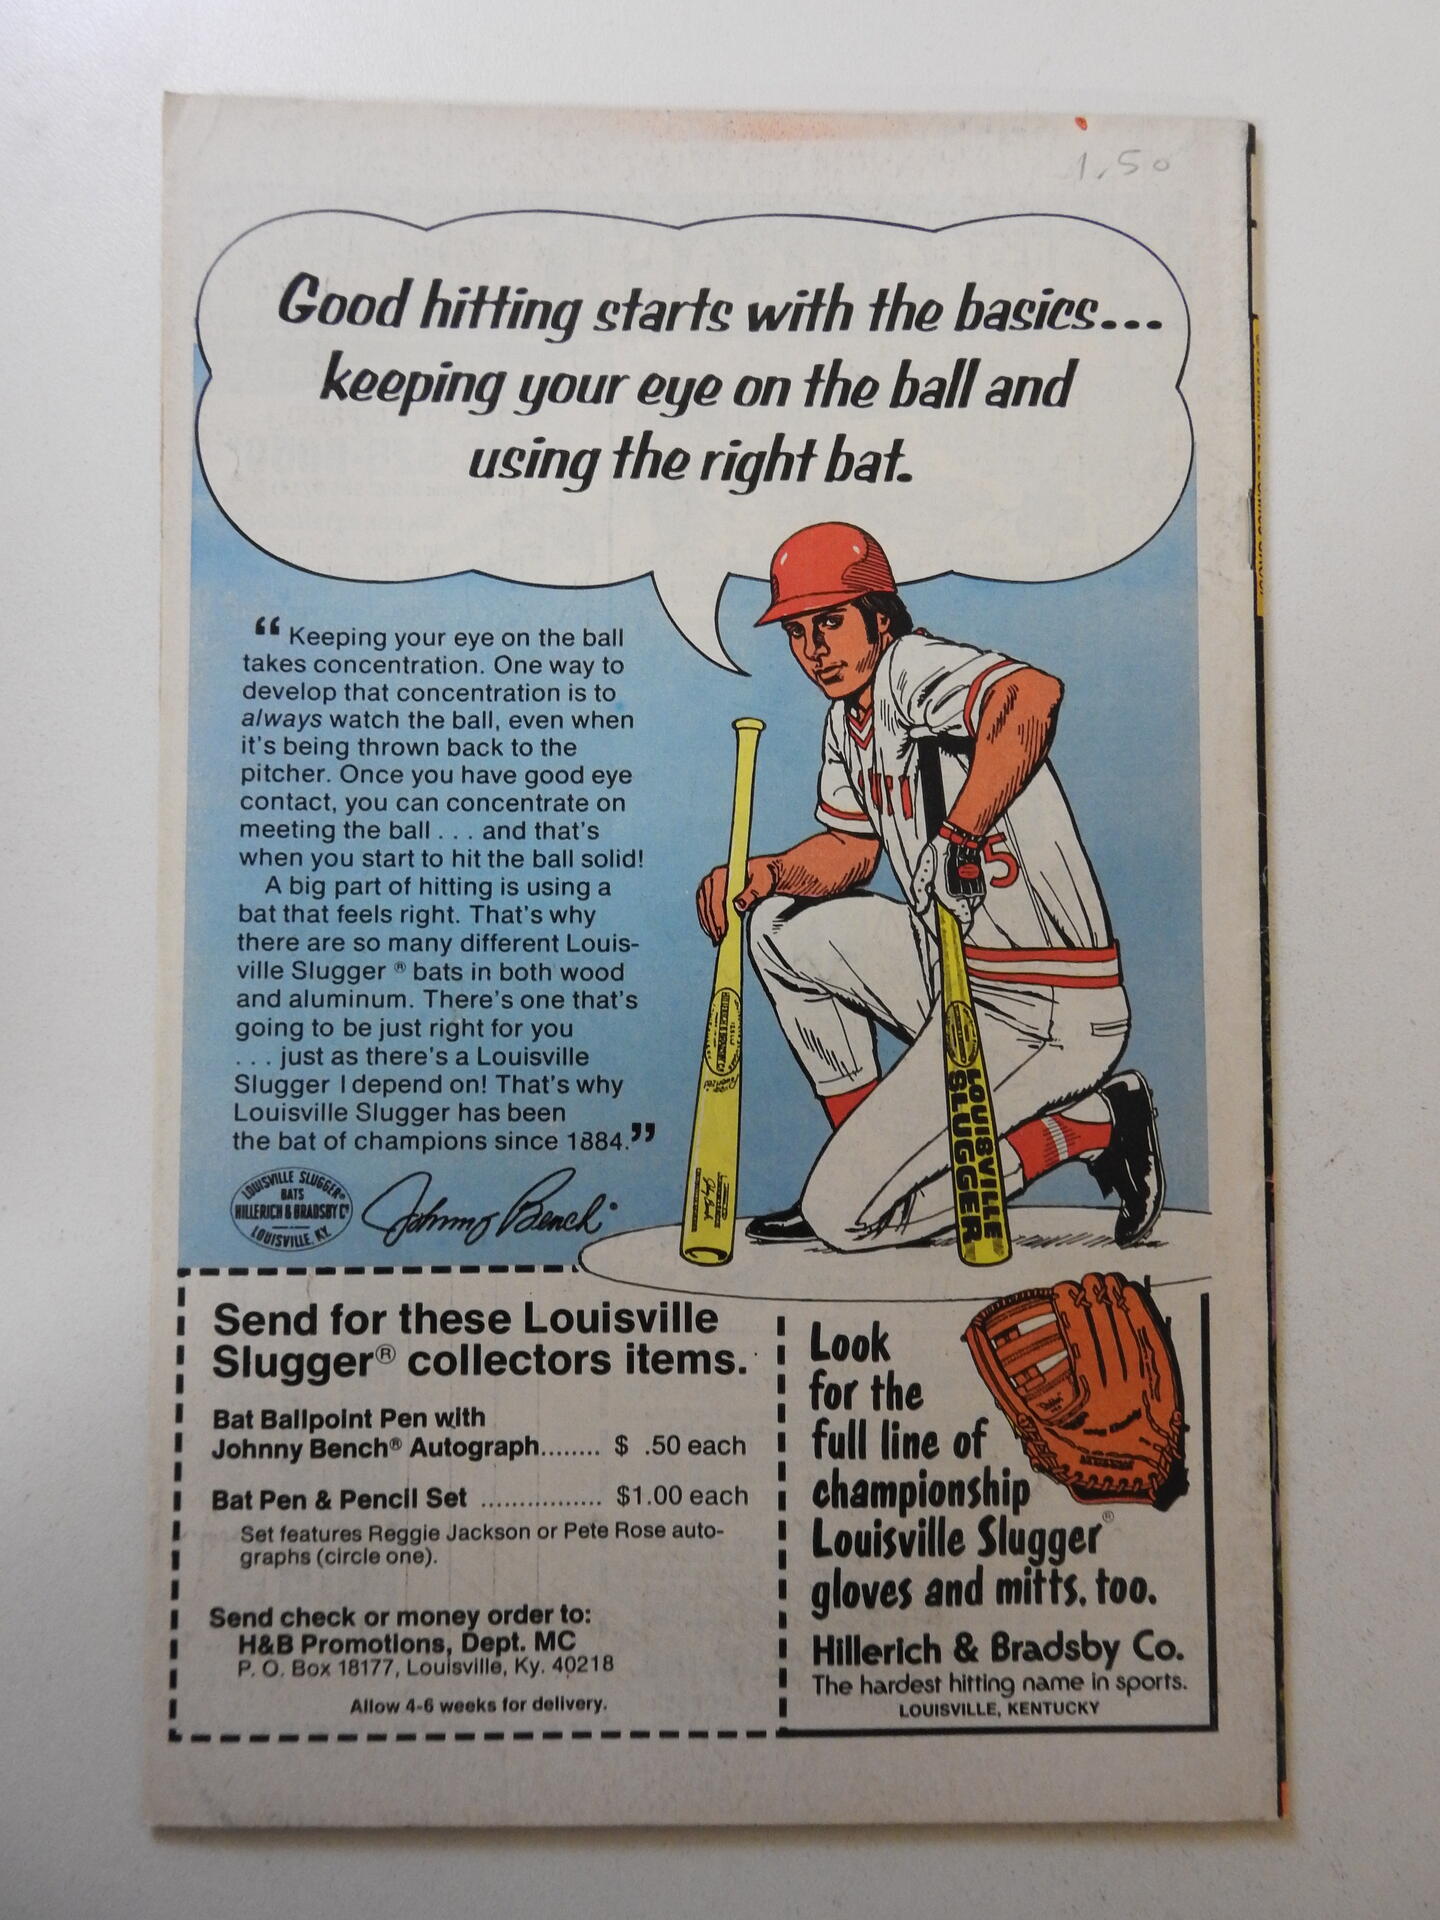 1.50
Good hitting starts with the basics...
keeping your eye on the ball and
using the right bat.
“ Keeping your eye on the ball
takes concentration. One way to
develop that concentration is to
always watch the ball, even when
it's being thrown back to the
pitcher. Once you have good eye
contact, you can concentrate on
meeting the ball . . . and that's
when you start to hit the ball solid!
A big part of hitting is using a
bat that feels right. That's why
there are so many different Louis-
ville Slugger ® bats in both wood
and aluminum. There's one that's
going to be just right for you
. . . just as there's a Louisville
Slugger I depend on! That's why
Louisville Slugger has been
the bat of champions since 1884.”
5
LOUISVILLE
SLUGGER
LOUISVILLE SLUGGER®
BATS
HILLERICH & BRADSBY Cº
LOUISVILLE, KY.
Johnny Bench
Send for these Louisville
Slugger® collectors items.
Bat Ballpoint Pen with
Johnny Bench® Autograph........ $ .50 each
Bat Pen & Pencil Set ................ $1.00 each
Set features Reggie Jackson or Pete Rose auto-
graphs (circle one).
Send check or money order to:
H&B Promotions, Dept. MC
P. O. Box 18177, Louisville, Ky. 40218
Allow 4-6 weeks for delivery.
Look
for the
full line of
championship
Louisville Slugger®
gloves and mitts, too.
Hillerich & Bradsby Co.
The hardest hitting name in sports.
LOUISVILLE, KENTUCKY